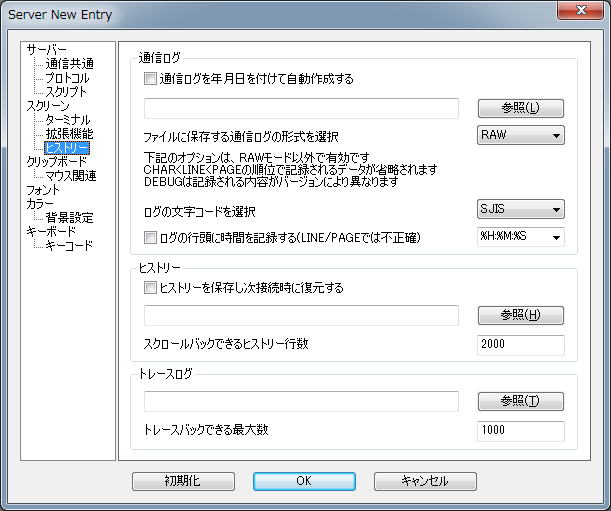 Server New Entry
サーバー
通信共通
プロトコル
スクリプト
スクリーン
ターミナル
拡張機能
ヒストリー
クリップボード
マウス関連
フォント
カラー
背景設定
キーボード
キーコード
通信ログ
通信ログを年月日を付けて自動作成する
参照(L)
ファイルに保存する通信ログの形式を選択
RAW
下記のオプションは、RAWモード以外で有効です
CHAR<LINE<PAGEの順位で記録されるデータが省略されます
DEBUGは記録される内容がバージョンにより異なります
ログの文字コードを選択
SJIS
ログの行頭に時間を記録する(LINE/PAGEでは不正確)
%H:%M:%S
ヒストリー
ヒストリーを保存し次接続時に復元する
参照(H)
スクロールバックできるヒストリー行数
2000
トレースログ
参照(T)
トレースバックできる最大数
1000
初期化
OK
キャンセル